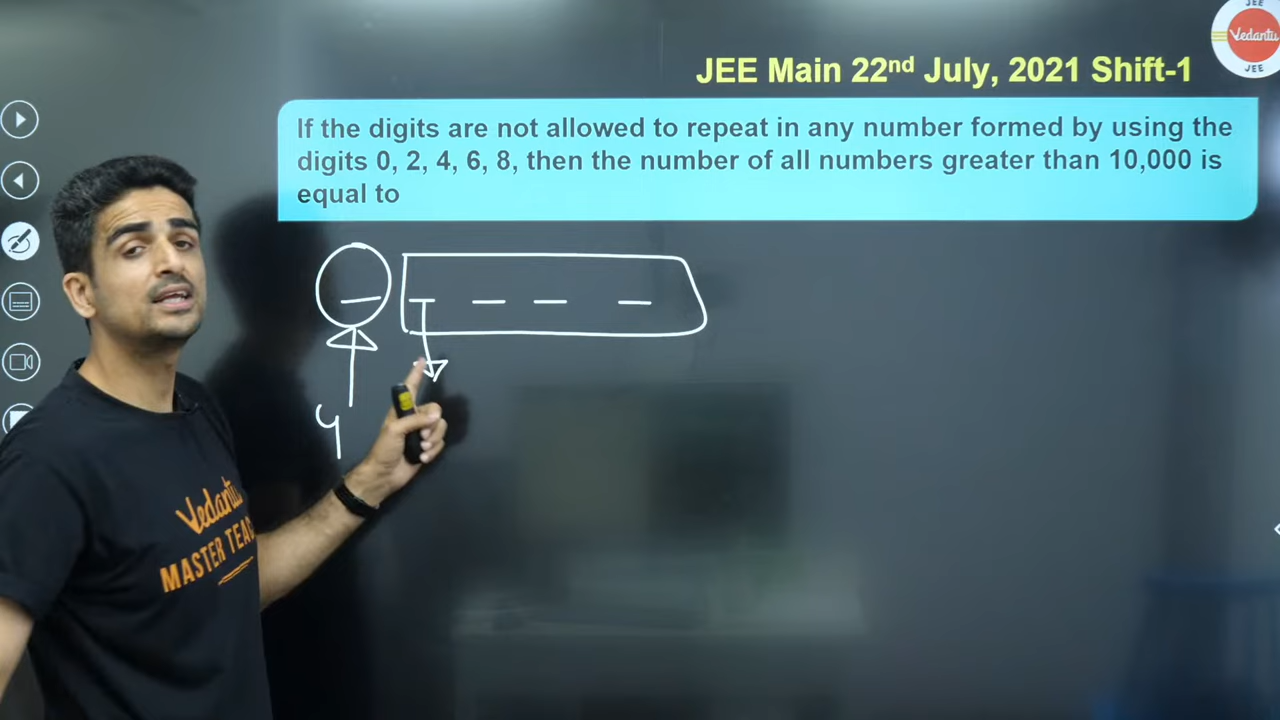 JEE
Vedantu
JEE
JEE Main 22nd July, 2021 Shift-1
If the digits are not allowed to repeat in any number formed by using the
digits 0, 2, 4, 6, 8, then the number of all numbers greater than 10,000 is
equal to
4
Vedantu
MASTER TEAC